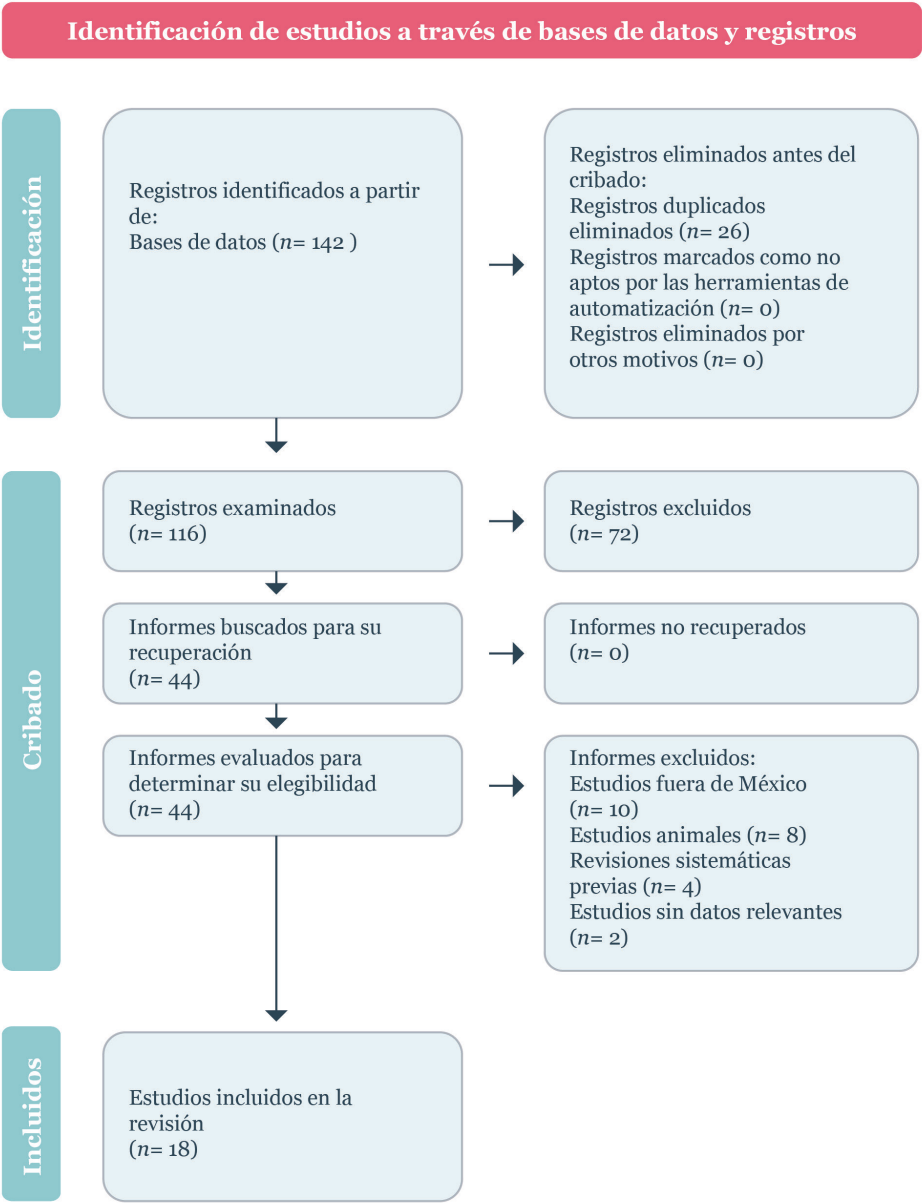 Identificación de estudios a través de bases de datos y registros
Identificación
Registros identificados a partir
de:
Bases de datos (n= 142 )
Registros eliminados antes del
cribado:
Registros duplicados
eliminados (n= 26)
Registros marcados como no
aptos por las herramientas de
automatización (n= 0)
Registros eliminados por
otros motivos (n= 0)
Cribado
Registros examinados
(n= 116)
Registros excluidos
(n= 72)
Informes buscados para su
recuperación
(n= 44)
Informes no recuperados
(n= 0)
Informes evaluados para
determinar su elegibilidad
(n= 44)
Informes excluidos:
Estudios fuera de México
(n= 10)
Estudios animales (n= 8)
Revisiones sistemáticas
previas (n= 4)
Estudios sin datos relevantes
(n= 2)
Incluidos
Estudios incluidos en la
revisión
(n= 18)